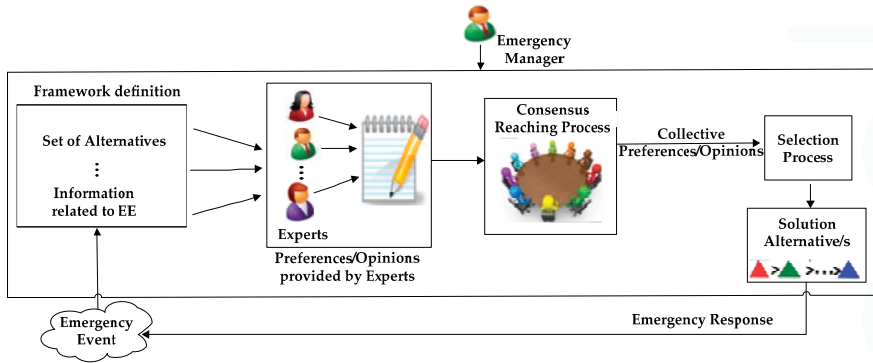 Emergency
Manager
Framework definition
Set of Alternatives
⋮
Information
related to EE
Experts
Preferences/Opinions
provided by Experts
Consensus
Reaching Process
Collective
Preferences/Opinions
Selection
Process
Solution
Alternative/s
> >...>
Emergency Response
Emergency
Event